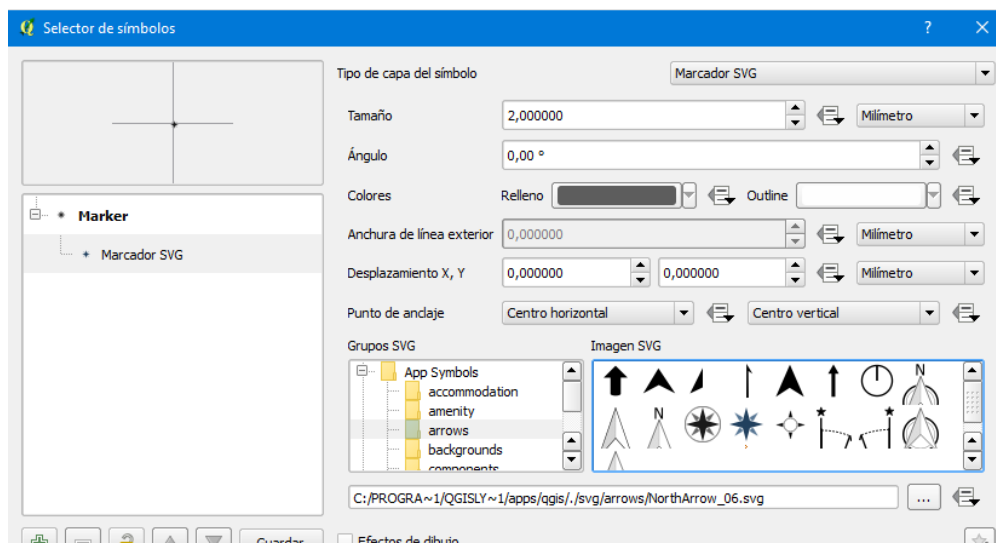 Selector de símbolos
?
Tipo de capa del símbolo
Marcador SVG
Tamaño
2,000000
Milímetro
Ángulo
0,00 °
Colores
Relleno
Outline
Marker
Marcador SVG
Anchura de línea exterior
0,000000
Milímetro
Desplazamiento X, Y
0,000000
0,000000
Milímetro
Punto de anclaje
Centro horizontal
Centro vertical
Grupos SVG
Imagen SVG
App Symbols
accommodation
amenity
arrows
backgrounds
components
N
N
C:/PROGRA~1/QGISLY~1/apps/qgis/./svg/arrows/NorthArrow_06.svg
...
Guardar
Efectos de dibujo